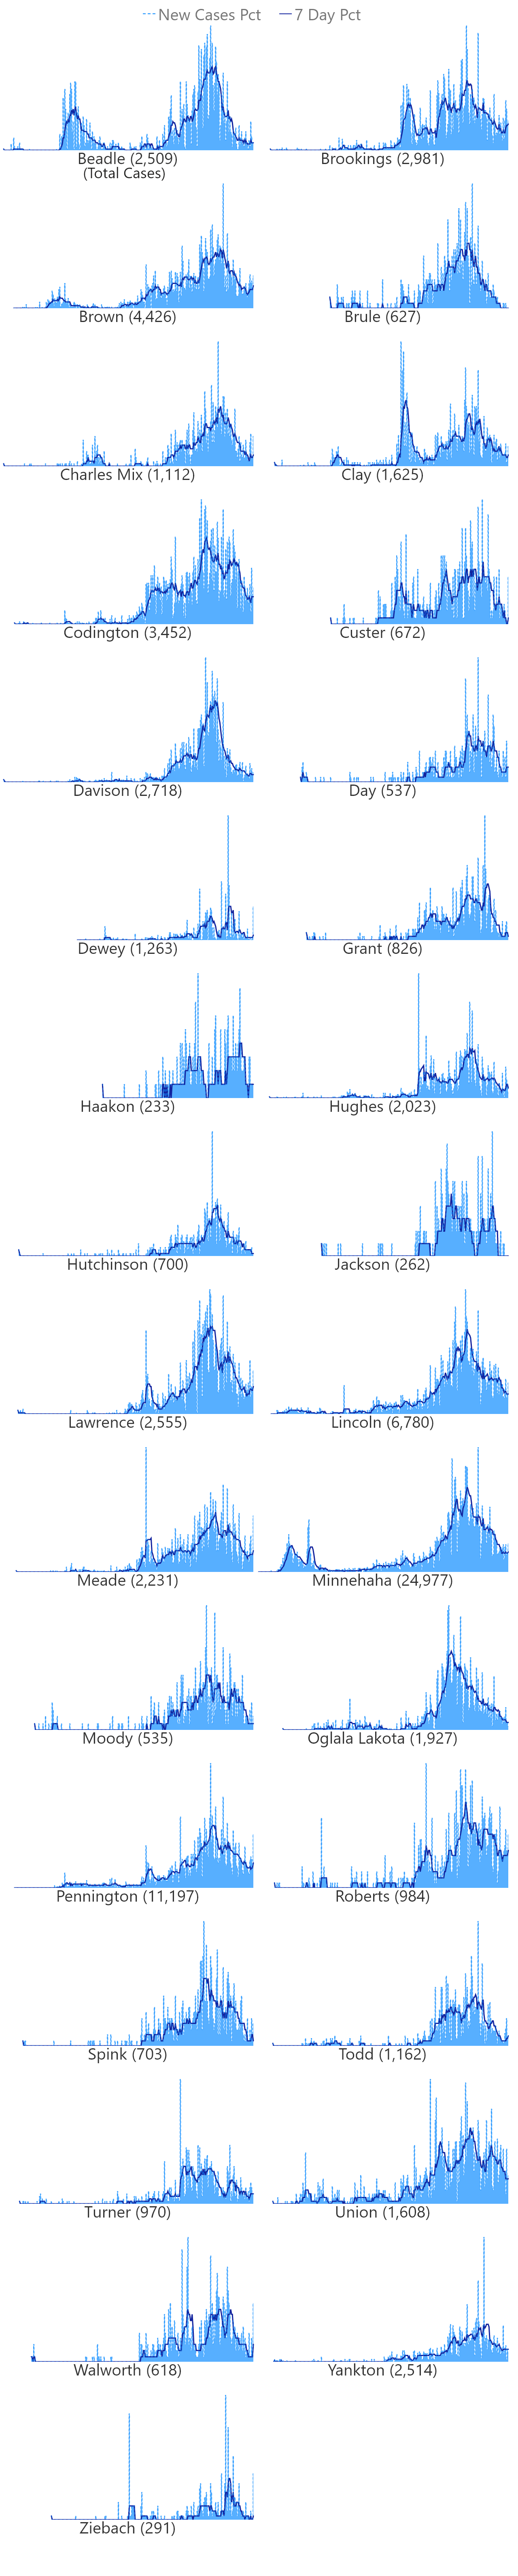 New Cases Pct 7 Day Pct
Beadle (2,509) Brookings (2,981)
(Total Cases)
Brown (4,426) Brule (627)
Charles Mix (1,112) Clay (1,625)
Codington (3,452) Custer (672)
Davison (2,718) Day (537)
Dewey (1,263) Grant (826)
Haakon (233) Hughes (2,023)
Hutchinson (700) Jackson (262)
Lawrence (2,555) Lincoln (6,780)
Meade (2,231) Minnehaha (24,977)
Moody (535) Oglala Lakota (1,927)
Pennington (11,197) Roberts (984)
Spink (703) Todd (1,162)
Turner (970) Union (1,608)
Walworth (618) Yankton (2,514)
Ziebach (291)